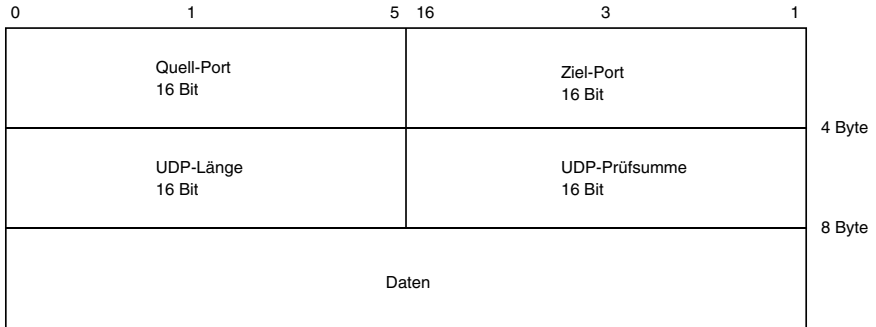 0 1 5 16 3 1
Quell-Port
16 Bit
Ziel-Port
16 Bit
4 Byte
UDP-Länge
16 Bit
UDP-Prüfsumme
16 Bit
8 Byte
Daten